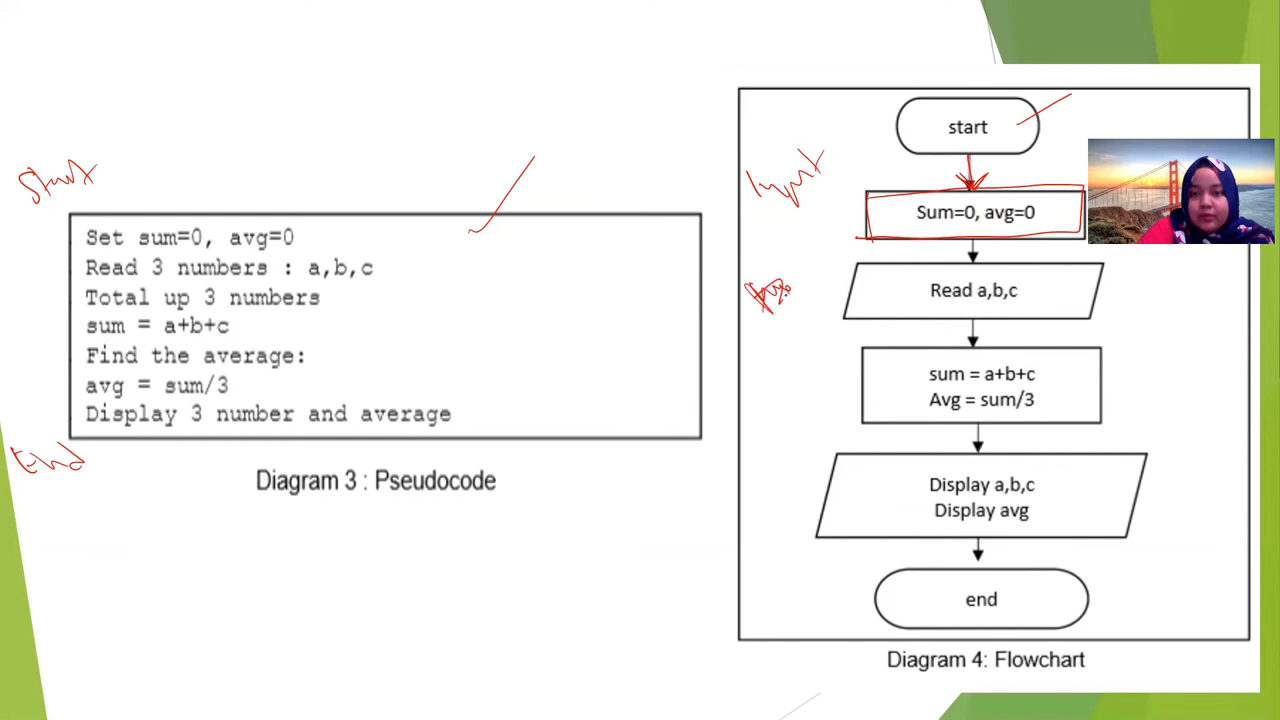 Start
Set sum=0, avg=0
Read 3 numbers : a,b,c
Total up 3 numbers
sum = a+b+c
Find the average:
avg = sum/3
Display 3 number and average
End
Diagram 3 : Pseudocode
start
Input
Sum=0, avg=0
Read a,b,c
sum = a+b+c
Avg = sum/3
Display a,b,c
Display avg
end
Diagram 4: Flowchart